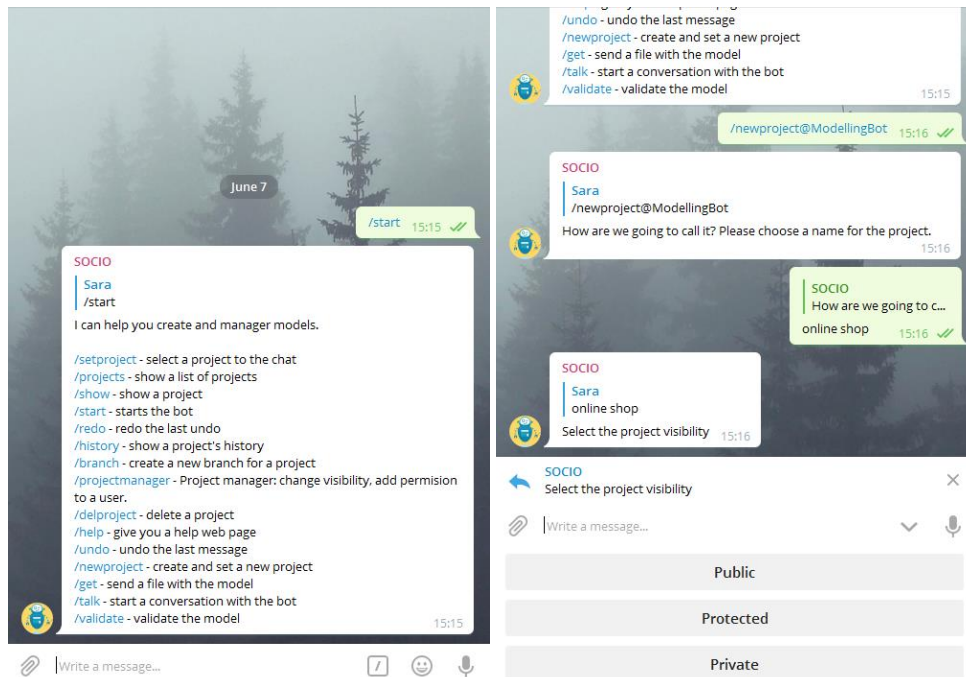 June 7
/start 15:15
SOCIO
Sara
/start
I can help you create and manager models.
/setproject - select a project to the chat
/projects - show a list of projects
/show - show a project
/start - starts the bot
/redo - redo the last undo
/history - show a project's history
/branch - create a new branch for a project
/projectmanager - Project manager: change visibility, add permision
to a user.
/delproject - delete a project
/help - give you a help web page
/undo - undo the last message
/newproject - create and set a new project
/get - send a file with the model
/talk - start a conversation with the bot
/validate - validate the model
15:15
Write a message...
/undo - undo the last message
/newproject - create and set a new project
/get - send a file with the model
/talk - start a conversation with the bot
/validate - validate the model
15:15
/newproject@ModellingBot 15:16
SOCIO
Sara
/newproject@ModellingBot
How are we going to call it? Please choose a name for the project.
15:16
SOCIO
How are we going to c...
online shop 15:16
SOCIO
Sara
online shop
Select the project visibility 15:16
SOCIO
Select the project visibility
Write a message...
Public
Protected
Private